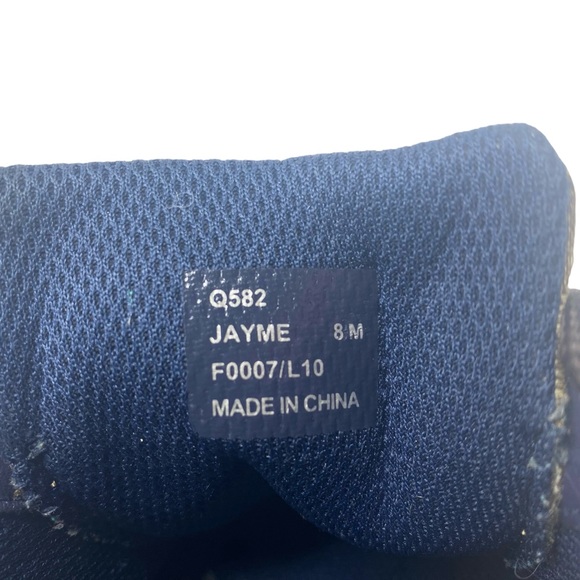 Q582
JAYME 8 M
F0007/L10
MADE IN CHINA